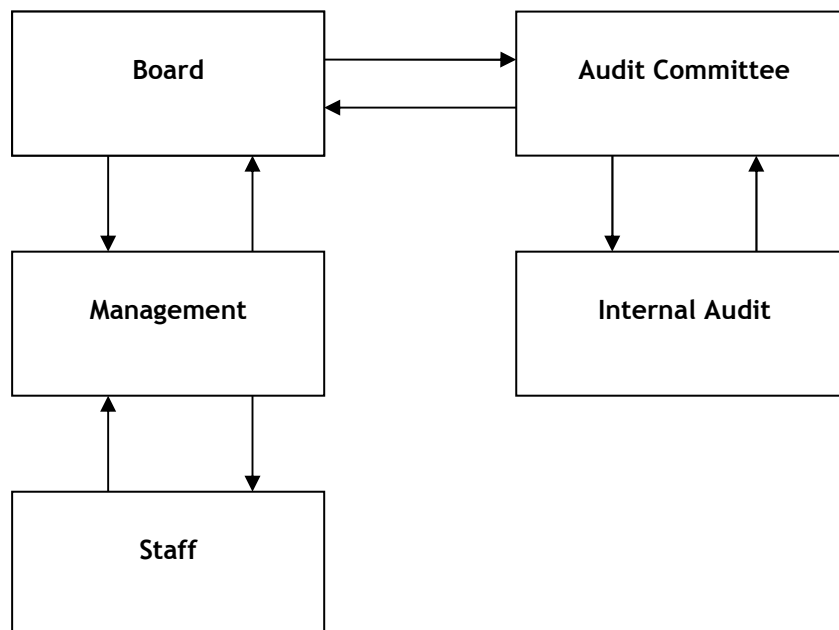 Board
Audit Committee
Management
Internal Audit
Staff